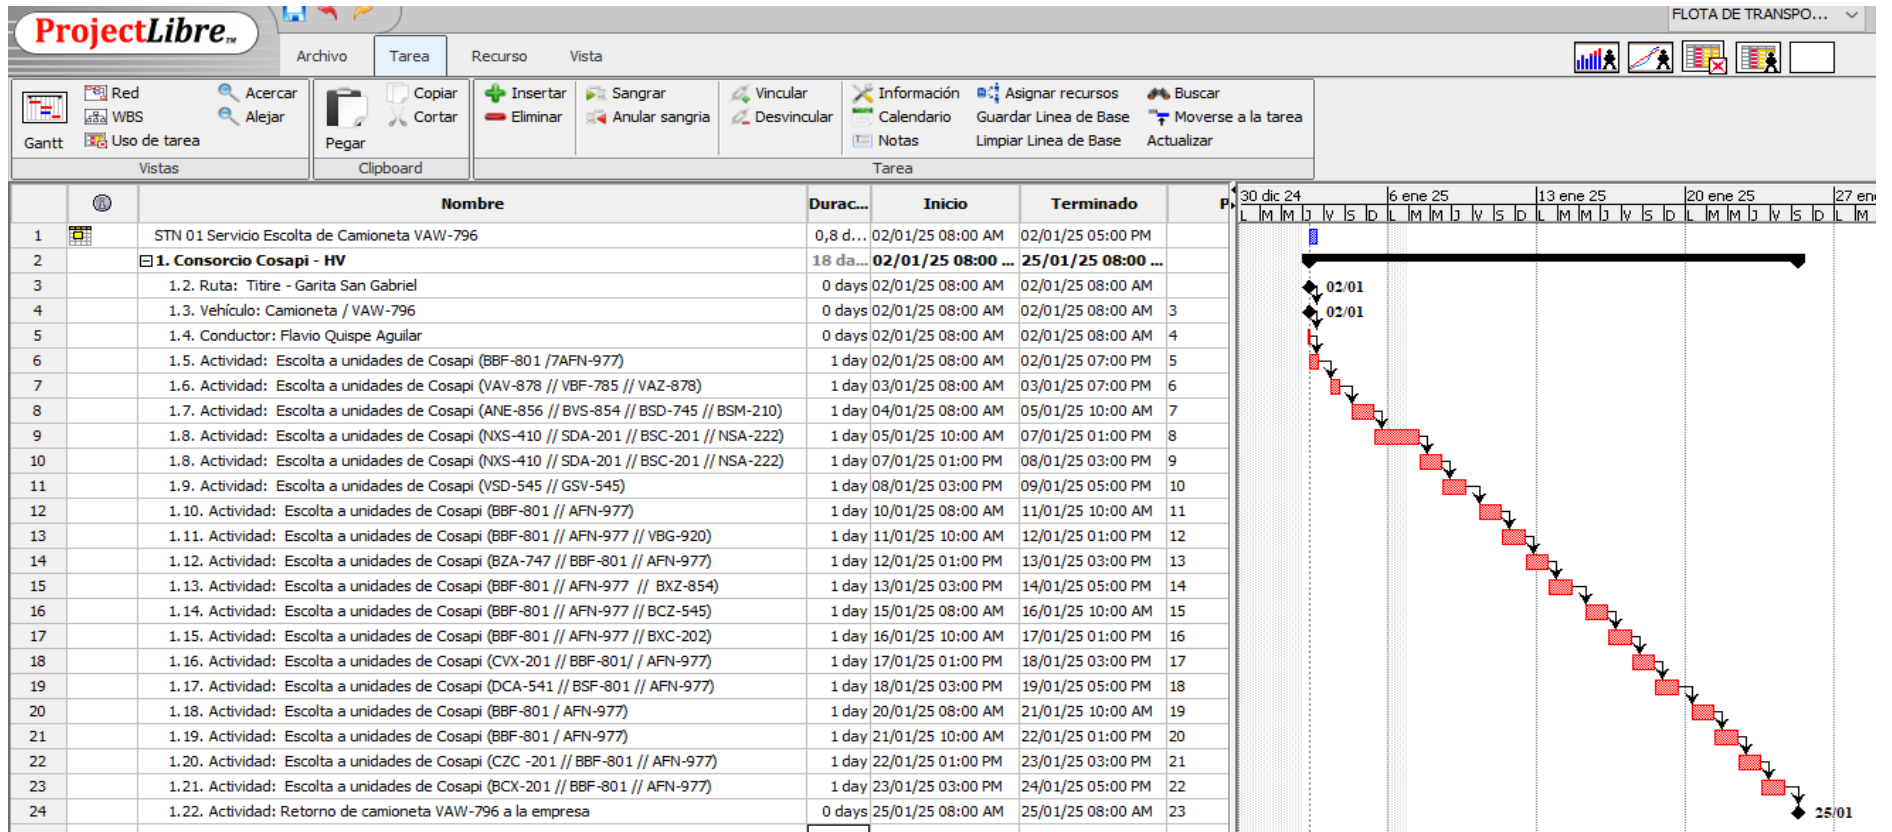 ProjectLibre™
FLOTA DE TRANSPO...
Archivo Tarea Recurso Vista
Red Acercar Copiar Insertar Sangrar Vincular Información Asignar recursos Buscar
WBS Alejar Cortar Eliminar Anular sangria Desvincular Calendario Guardar Linea de Base Moverse a la tarea
Gantt Uso de tarea Pegar Notas Limpiar Linea de Base Actualizar
Vistas Clipboard Tarea
Nombre Durac... Inicio Terminado P
30 dic 24 6 ene 25 13 ene 25 20 ene 25 27 en
L M M J V S D L M M J V S D L M M J V S D L M M J V S D L M
1 STN 01 Servicio Escolta de Camioneta VAW-796 0,8 d... 02/01/25 08:00 AM 02/01/25 05:00 PM
2 1. Consorcio Cosapi - HV 18 da... 02/01/25 08:00 ... 25/01/25 08:00 ...
3 1.2. Ruta: Titire - Garita San Gabriel 0 days 02/01/25 08:00 AM 02/01/25 08:00 AM 02/01
4 1.3. Vehículo: Camioneta / VAW-796 0 days 02/01/25 08:00 AM 02/01/25 08:00 AM 3 02/01
5 1.4. Conductor: Flavio Quispe Aguilar 0 days 02/01/25 08:00 AM 02/01/25 08:00 AM 4
6 1.5. Actividad: Escolta a unidades de Cosapi (BBF-801 /7AFN-977) 1 day 02/01/25 08:00 AM 02/01/25 07:00 PM 5
7 1.6. Actividad: Escolta a unidades de Cosapi (VAV-878 // VBF-785 // VAZ-878) 1 day 03/01/25 08:00 AM 03/01/25 07:00 PM 6
8 1.7. Actividad: Escolta a unidades de Cosapi (ANE-856 // BVS-854 // BSD-745 // BSM-210) 1 day 04/01/25 08:00 AM 05/01/25 10:00 AM 7
9 1.8. Actividad: Escolta a unidades de Cosapi (NXS-410 // SDA-201 // BSC-201 // NSA-222) 1 day 05/01/25 10:00 AM 07/01/25 01:00 PM 8
10 1.8. Actividad: Escolta a unidades de Cosapi (NXS-410 // SDA-201 // BSC-201 // NSA-222) 1 day 07/01/25 01:00 PM 08/01/25 03:00 PM 9
11 1.9. Actividad: Escolta a unidades de Cosapi (VSD-545 // GSV-545) 1 day 08/01/25 03:00 PM 09/01/25 05:00 PM 10
12 1.10. Actividad: Escolta a unidades de Cosapi (BBF-801 // AFN-977) 1 day 10/01/25 08:00 AM 11/01/25 10:00 AM 11
13 1.11. Actividad: Escolta a unidades de Cosapi (BBF-801 // AFN-977 // VBG-920) 1 day 11/01/25 10:00 AM 12/01/25 01:00 PM 12
14 1.12. Actividad: Escolta a unidades de Cosapi (BZA-747 // BBF-801 // AFN-977) 1 day 12/01/25 01:00 PM 13/01/25 03:00 PM 13
15 1.13. Actividad: Escolta a unidades de Cosapi (BBF-801 // AFN-977 // BXZ-854) 1 day 13/01/25 03:00 PM 14/01/25 05:00 PM 14
16 1.14. Actividad: Escolta a unidades de Cosapi (BBF-801 // AFN-977 // BCZ-545) 1 day 15/01/25 08:00 AM 16/01/25 10:00 AM 15
17 1.15. Actividad: Escolta a unidades de Cosapi (BBF-801 // AFN-977 // BXC-202) 1 day 16/01/25 10:00 AM 17/01/25 01:00 PM 16
18 1.16. Actividad: Escolta a unidades de Cosapi (CVX-201 // BBF-801/ / AFN-977) 1 day 17/01/25 01:00 PM 18/01/25 03:00 PM 17
19 1.17. Actividad: Escolta a unidades de Cosapi (DCA-541 // BSF-801 // AFN-977) 1 day 18/01/25 03:00 PM 19/01/25 05:00 PM 18
20 1.18. Actividad: Escolta a unidades de Cosapi (BBF-801 / AFN-977) 1 day 20/01/25 08:00 AM 21/01/25 10:00 AM 19
21 1.19. Actividad: Escolta a unidades de Cosapi (BBF-801 / AFN-977) 1 day 21/01/25 10:00 AM 22/01/25 01:00 PM 20
22 1.20. Actividad: Escolta a unidades de Cosapi (CZC -201 // BBF-801 // AFN-977) 1 day 22/01/25 01:00 PM 23/01/25 03:00 PM 21
23 1.21. Actividad: Escolta a unidades de Cosapi (BCX-201 // BBF-801 // AFN-977) 1 day 23/01/25 03:00 PM 24/01/25 05:00 PM 22
24 1.22. Actividad: Retorno de camioneta VAW-796 a la empresa 0 days 25/01/25 08:00 AM 25/01/25 08:00 AM 23 25/01